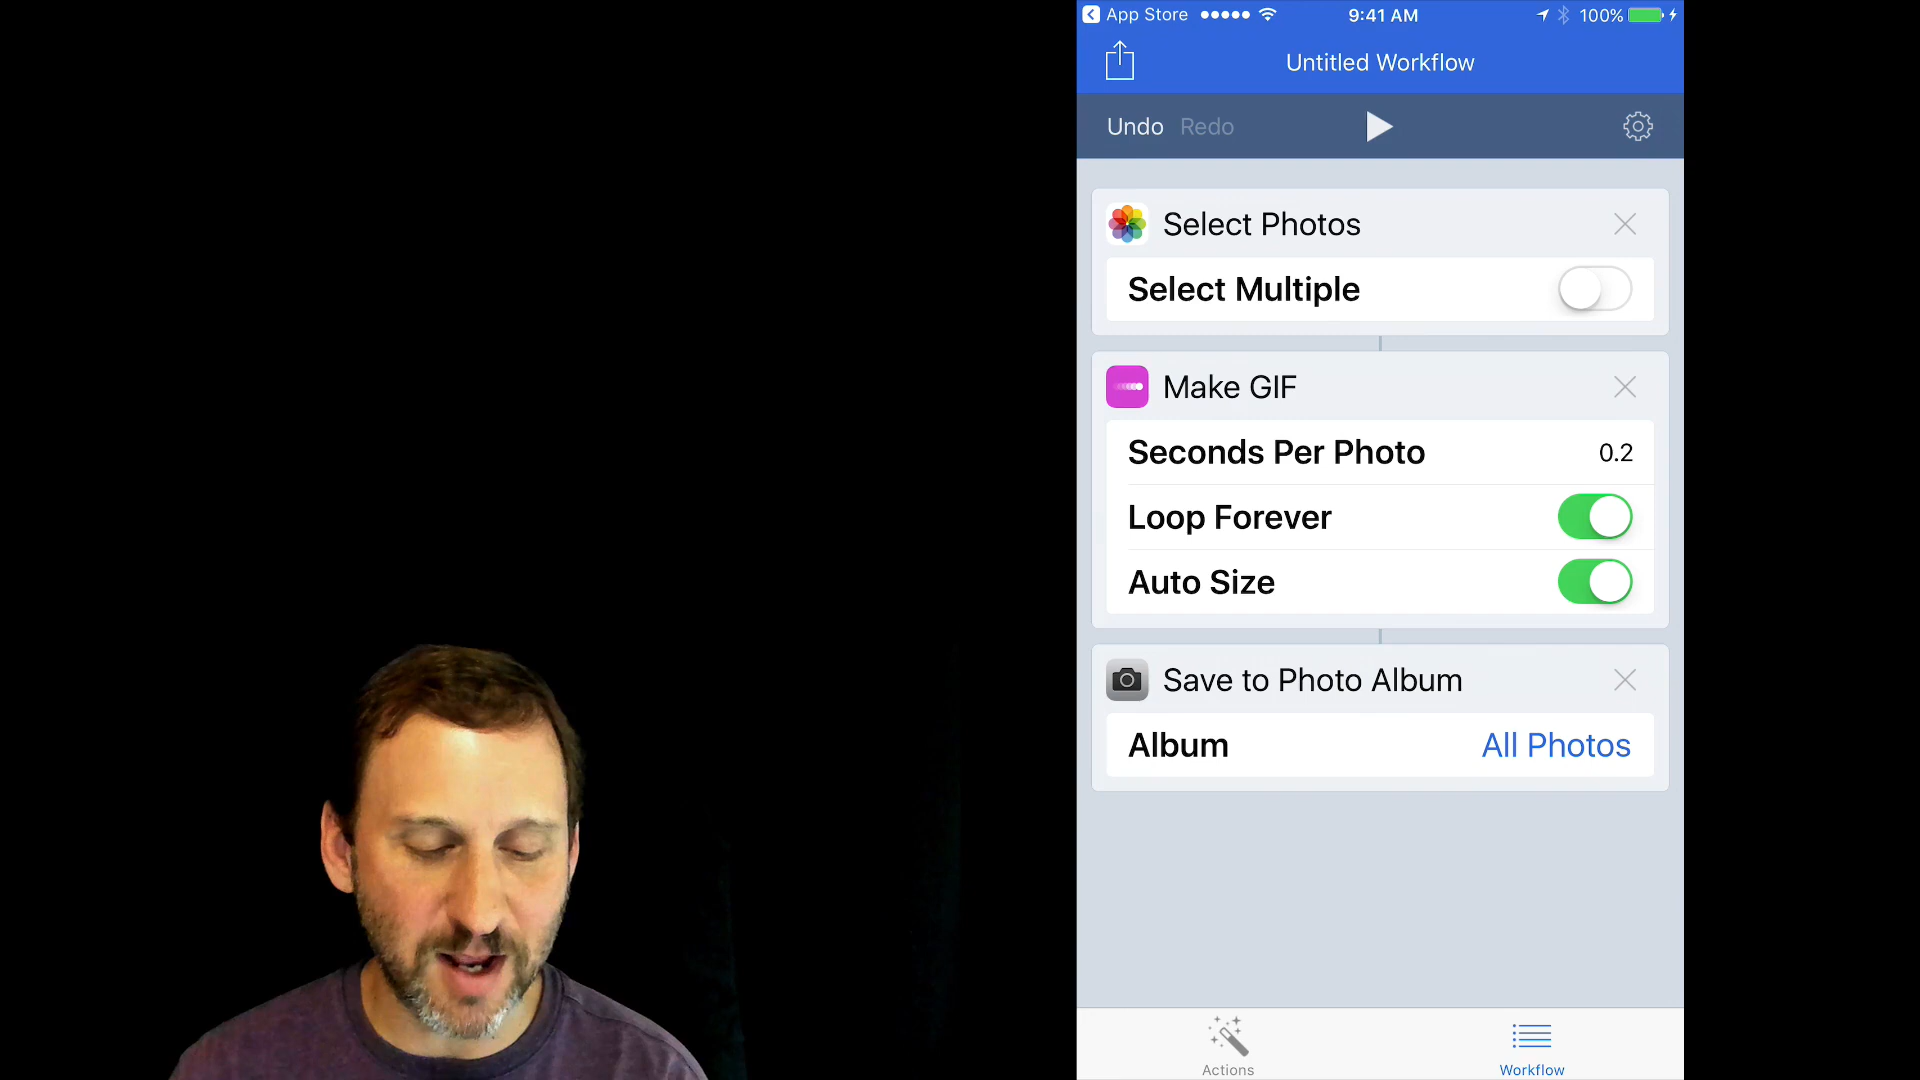 App Store
9:41 AM
100%
Untitled Workflow
Undo Redo
Select Photos
Select Multiple
Make GIF
Seconds Per Photo 0.2
Loop Forever
Auto Size
Save to Photo Album
Album All Photos
Actions
Workflow